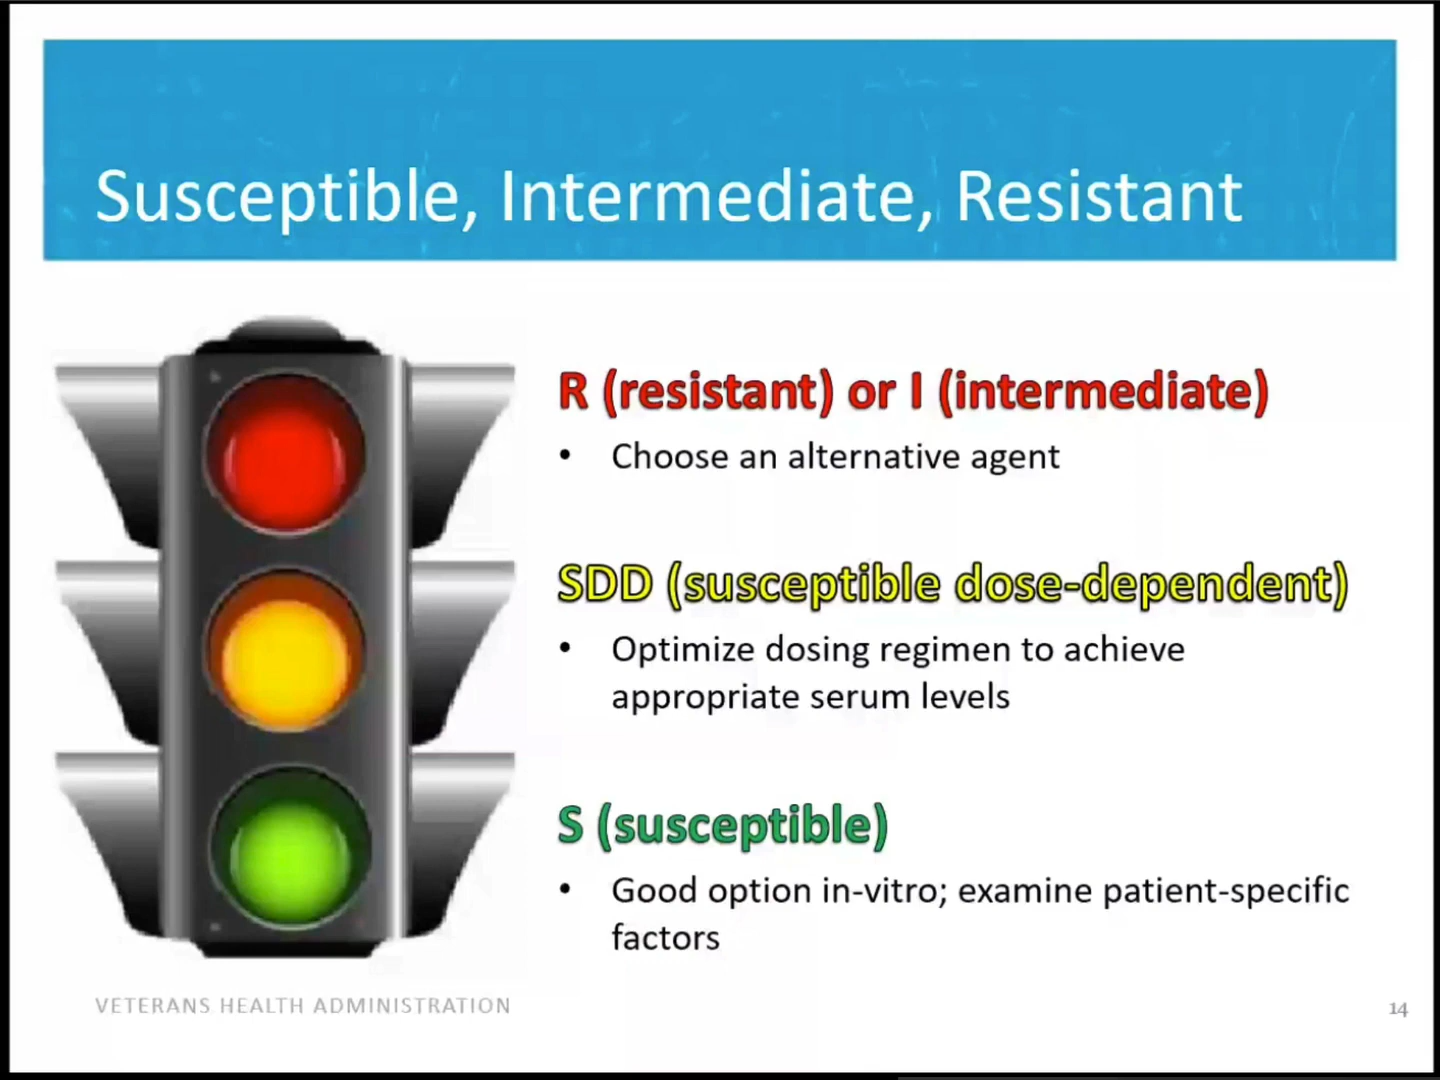 Susceptible, Intermediate, Resistant
R (resistant) or I (intermediate)
• Choose an alternative agent
SDD (susceptible dose-dependent)
• Optimize dosing regimen to achieve
appropriate serum levels
S (susceptible)
• Good option in-vitro; examine patient-specific
factors
VETERANS HEALTH ADMINISTRATION
14